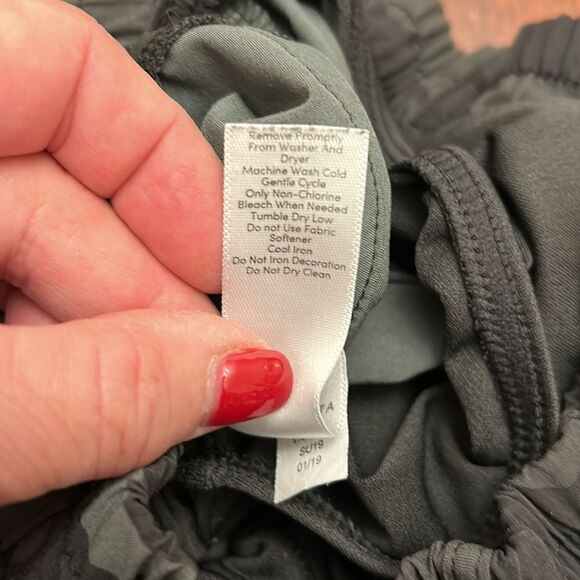 Remove Promptly
From Washer And
Dryer
Machine Wash Cold
Gentle Cycle
Only Non-Chlorine
Bleach When Needed
Tumble Dry Low
Do not Use Fabric
Softener
Cool Iron
Do Not Iron Decoration
Do Not Dry Clean
SU19
01/19